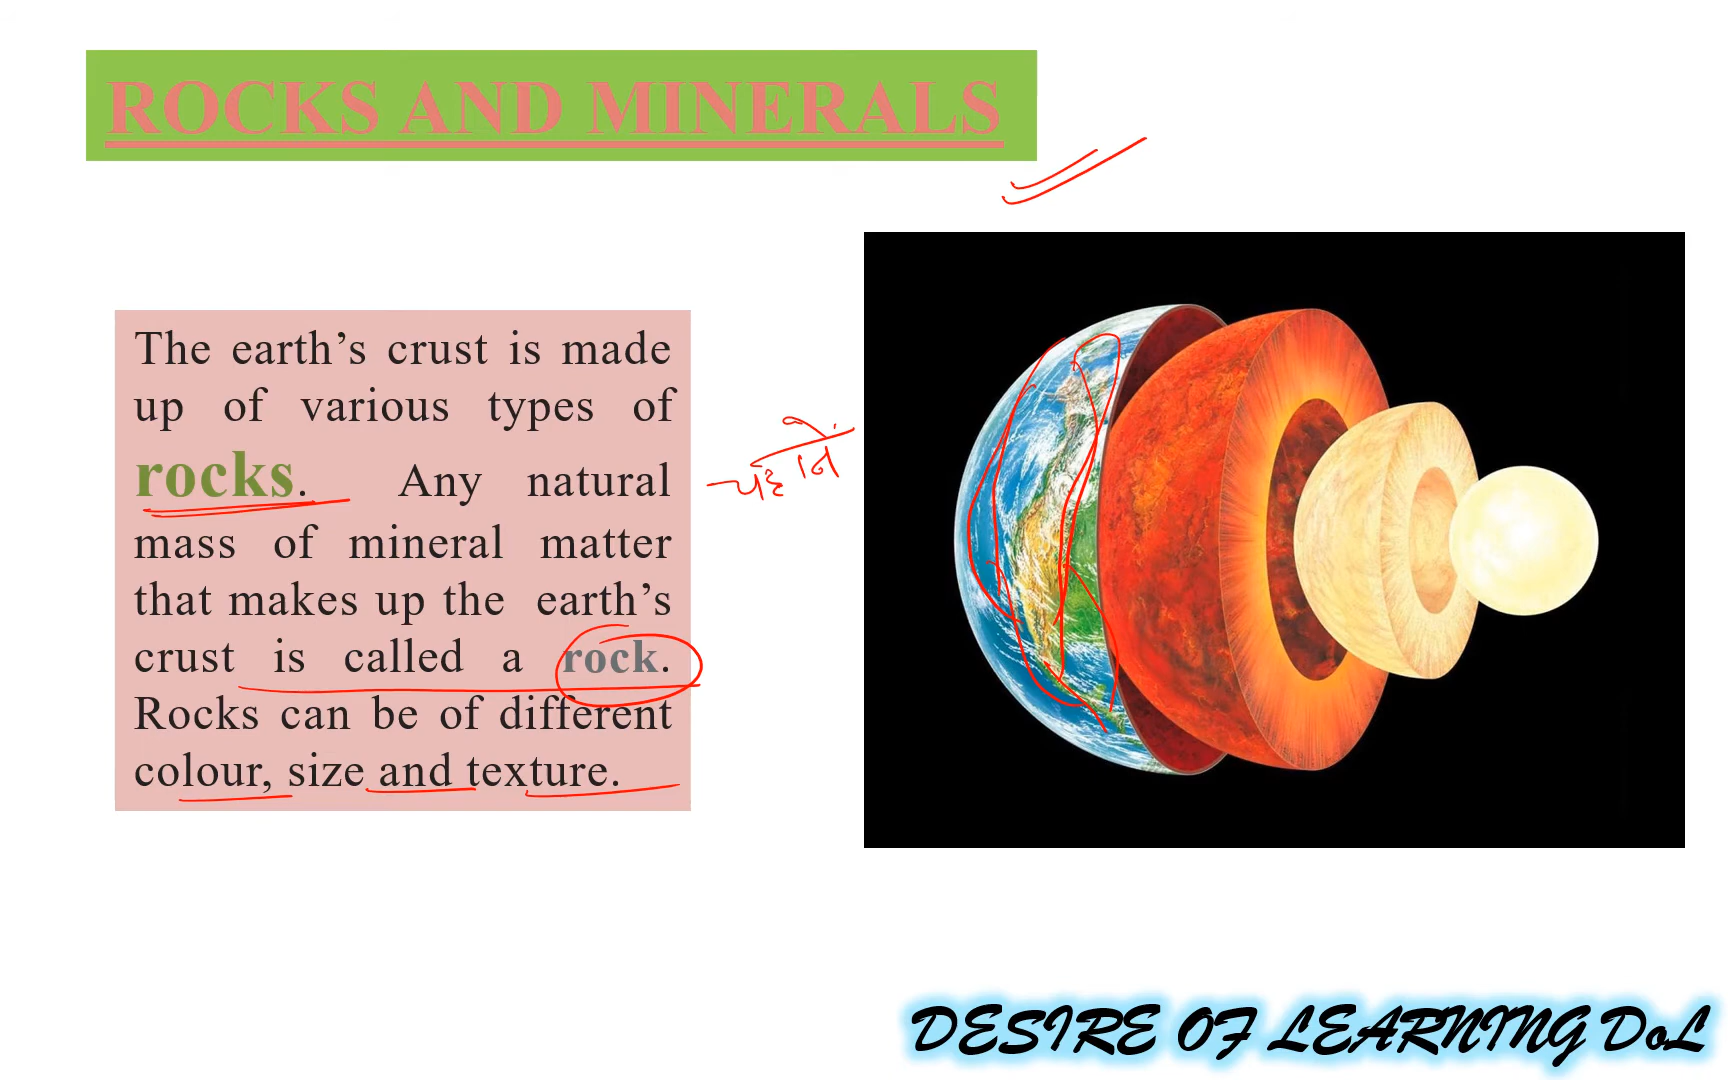 ROCKS AND MINERALS
The earth’s crust is made
up of various types of
rocks. Any natural
mass of mineral matter
that makes up the earth’s
crust is called a rock.
Rocks can be of different
colour, size and texture.
DESIRE OF LEARNING DoL